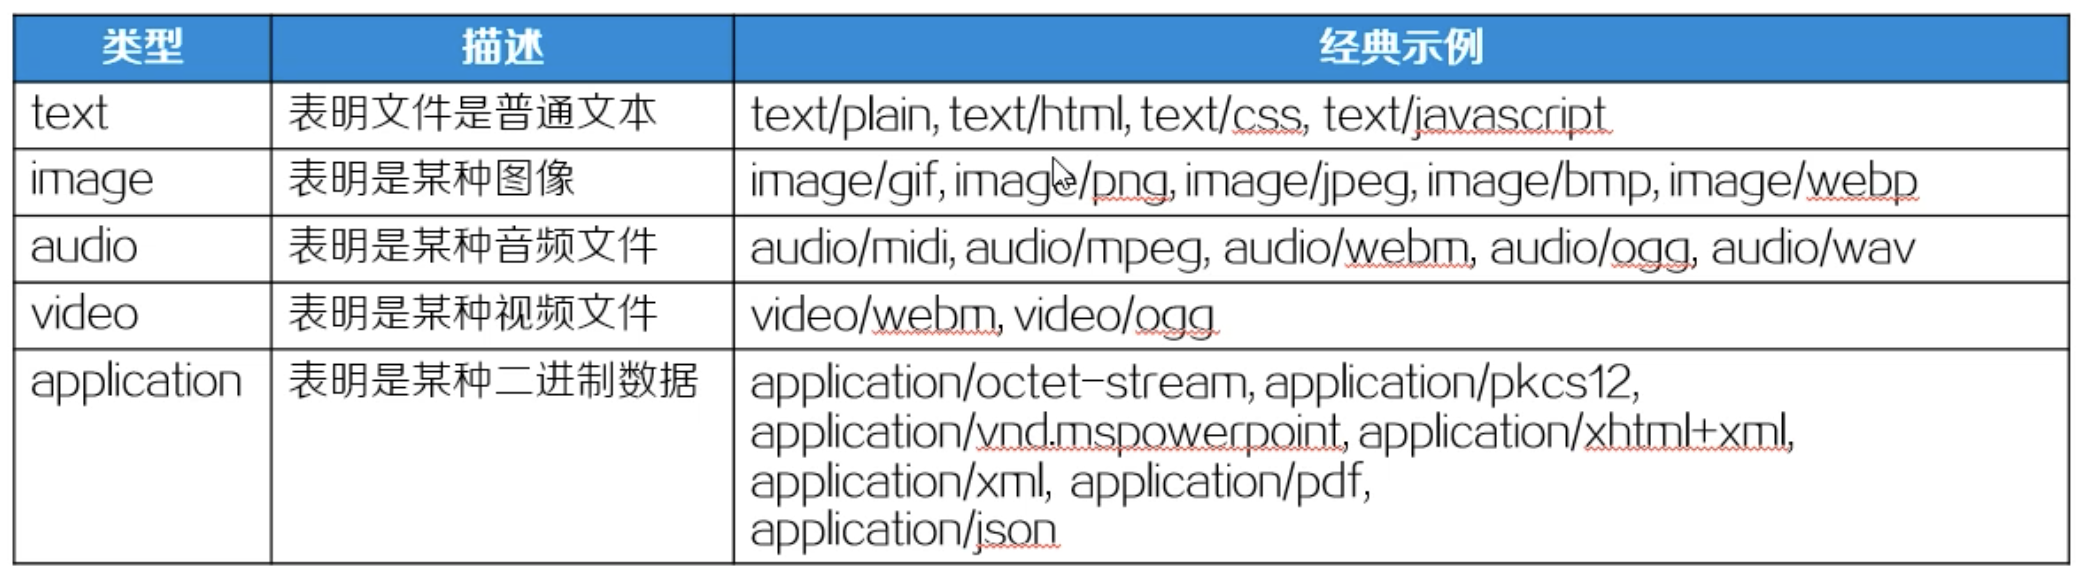 类型 描述 经典示例
text 表明文件是普通文本 text/plain, text/html, text/css, text/javascript
image 表明是某种图像 image/gif, image/png, image/jpeg, image/bmp, image/webp
audio 表明是某种音频文件 audio/midi, audio/mpeg, audio/webm, audio/ogg, audio/wav
video 表明是某种视频文件 video/webm, video/ogg
application 表明是某种二进制数据 application/octet-stream, application/pkcs12,
application/vnd.mspowerpoint, application/xhtml+xml,
application/xml, application/pdf,
application/json